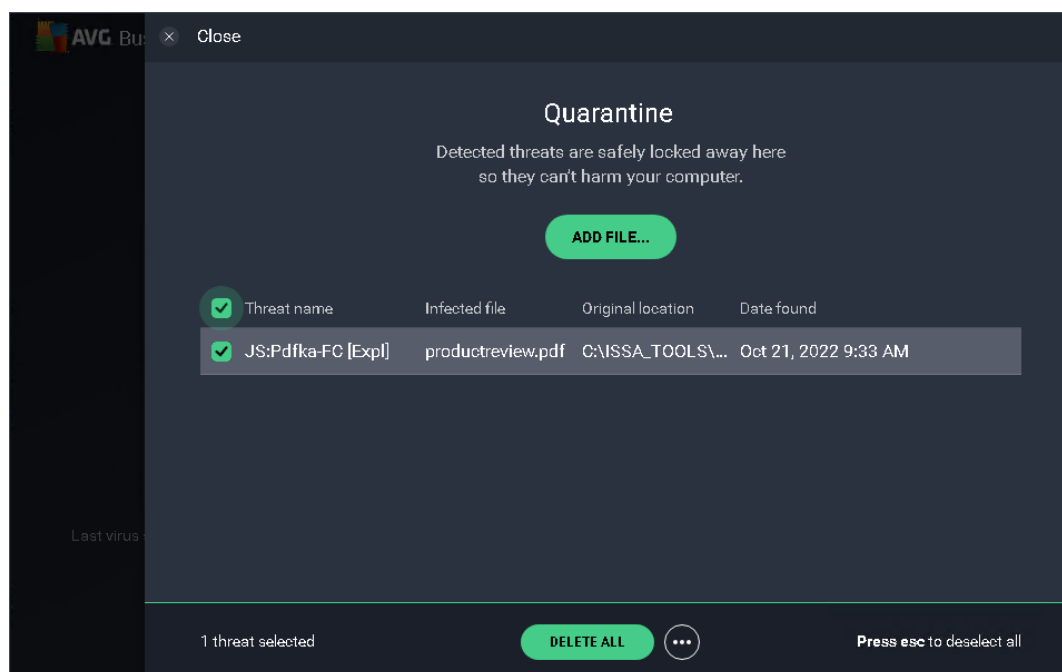 AVG Bu
Close
Quarantine
Detected threats are safely locked away here
so they can't harm your computer.
ADD FILE...
Threat name Infected file Original location Date found
JS:Pdfka-FC [Expl] productreview.pdf C:\ISSA_TOOLS\... Oct 21, 2022 9:33 AM
Last virus
1 threat selected DELETE ALL Press esc to deselect all